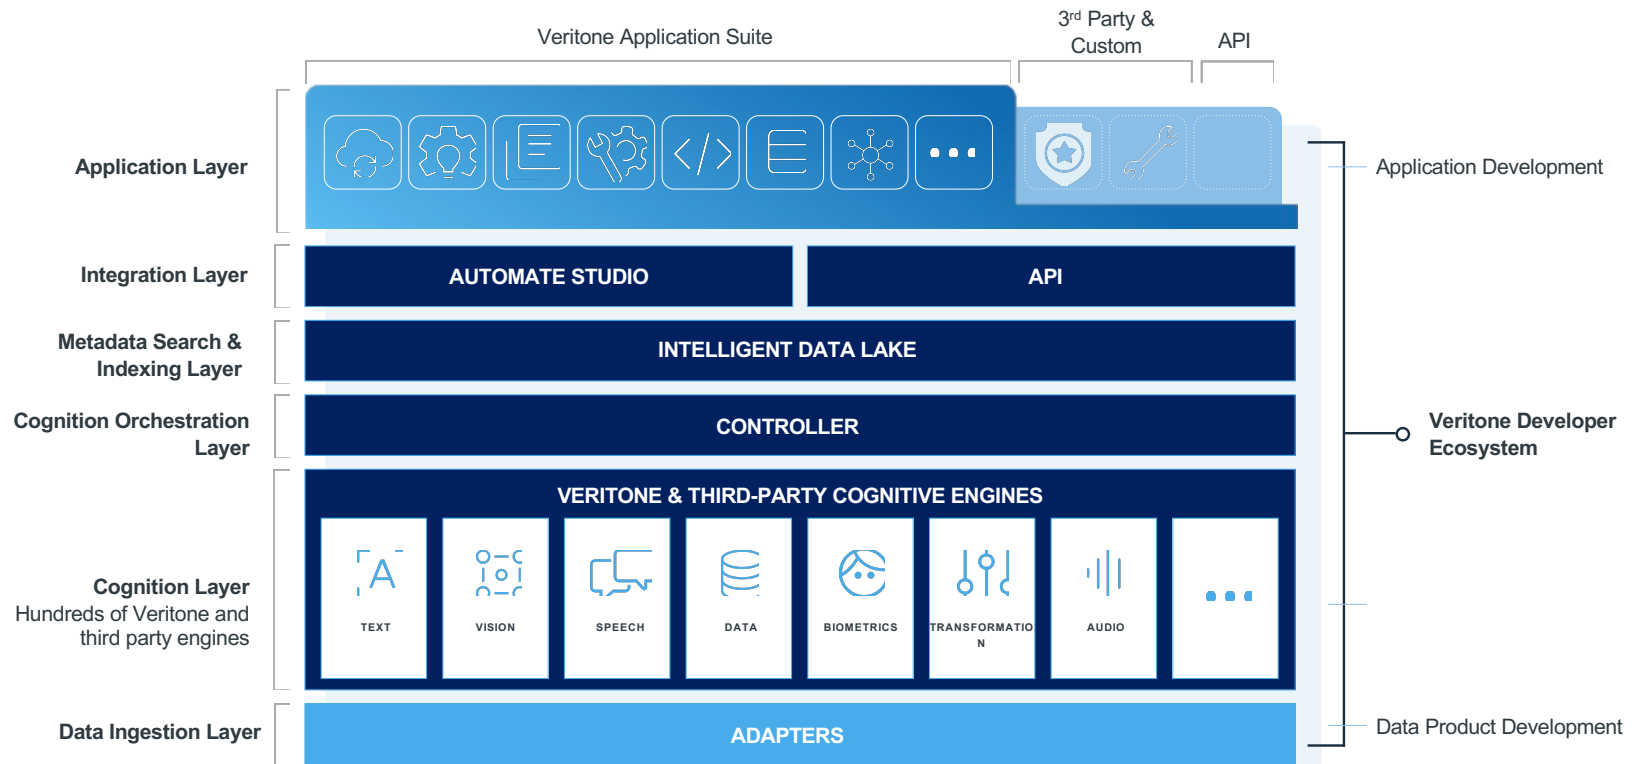 Veritone Application Suite
3rd Party &
Custom
API
Application Layer
Application Development
Integration Layer
AUTOMATE STUDIO
API
Metadata Search &
Indexing Layer
INTELLIGENT DATA LAKE
Cognition Orchestration
Layer
CONTROLLER
Veritone Developer
Ecosystem
VERITONE & THIRD-PARTY COGNITIVE ENGINES
Cognition Layer
Hundreds of Veritone and
third party engines
A
TEXT
VISION
SPEECH
DATA
BIOMETRICS
TRANSFORMATIO
N
AUDIO
Data Ingestion Layer
ADAPTERS
Data Product Development